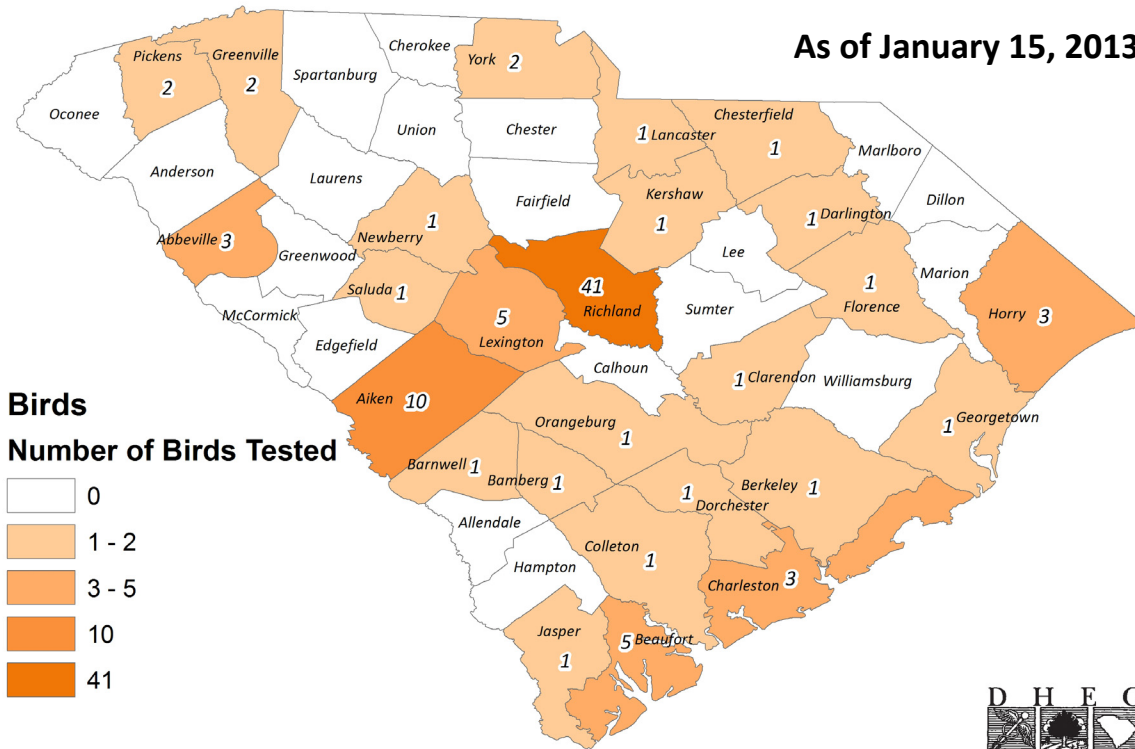 As of January 15, 2013
Cherokee
York 2
Pickens
2
Greenville
2
Spartanburg
Oconee
Union
Chester
1 Lancaster
Chesterfield
1
Marlboro
Anderson
Laurens
Fairfield
Kershaw
1
1 Darlington
Dillon
Abbeville 3
Greenwood
Newberry
1
41
Richland
Lee
1
Florence
Marion
Horry 3
McCormick
Saluda 1
5
Lexington
Sumter
Edgefield
Calhoun
1 Clarendon
Williamsburg
Aiken 10
Orangeburg
1
Georgetown
1
Barnwell 1
Bamberg 1
1
Dorchester
Berkeley 1
Allendale
Hampton
Colleton
1
Charleston 3
Jasper
1
5 Beaufort
Birds
Number of Birds Tested
0
1 - 2
3 - 5
10
41
D H E C